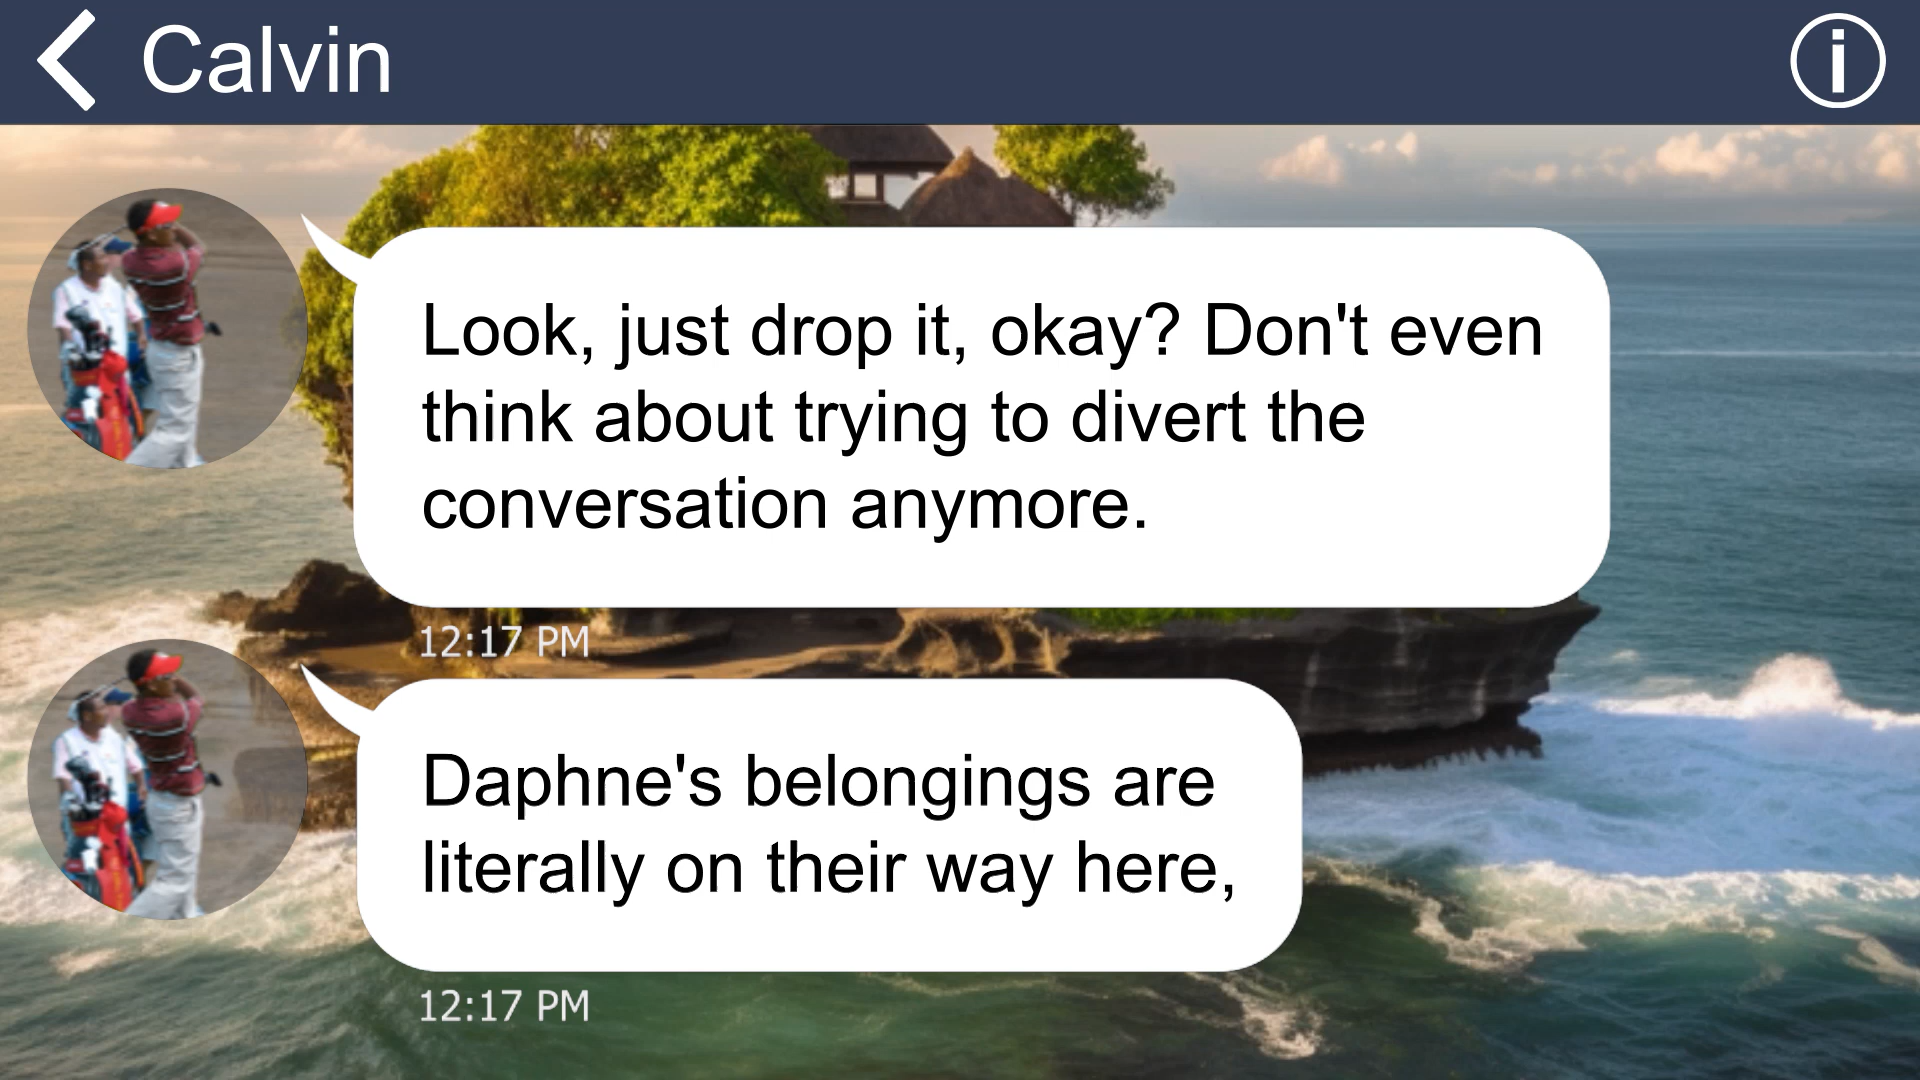 Calvin
Look, just drop it, okay? Don't even
think about trying to divert the
conversation anymore.
12:17 PM
Daphne's belongings are
literally on their way here,
12:17 PM